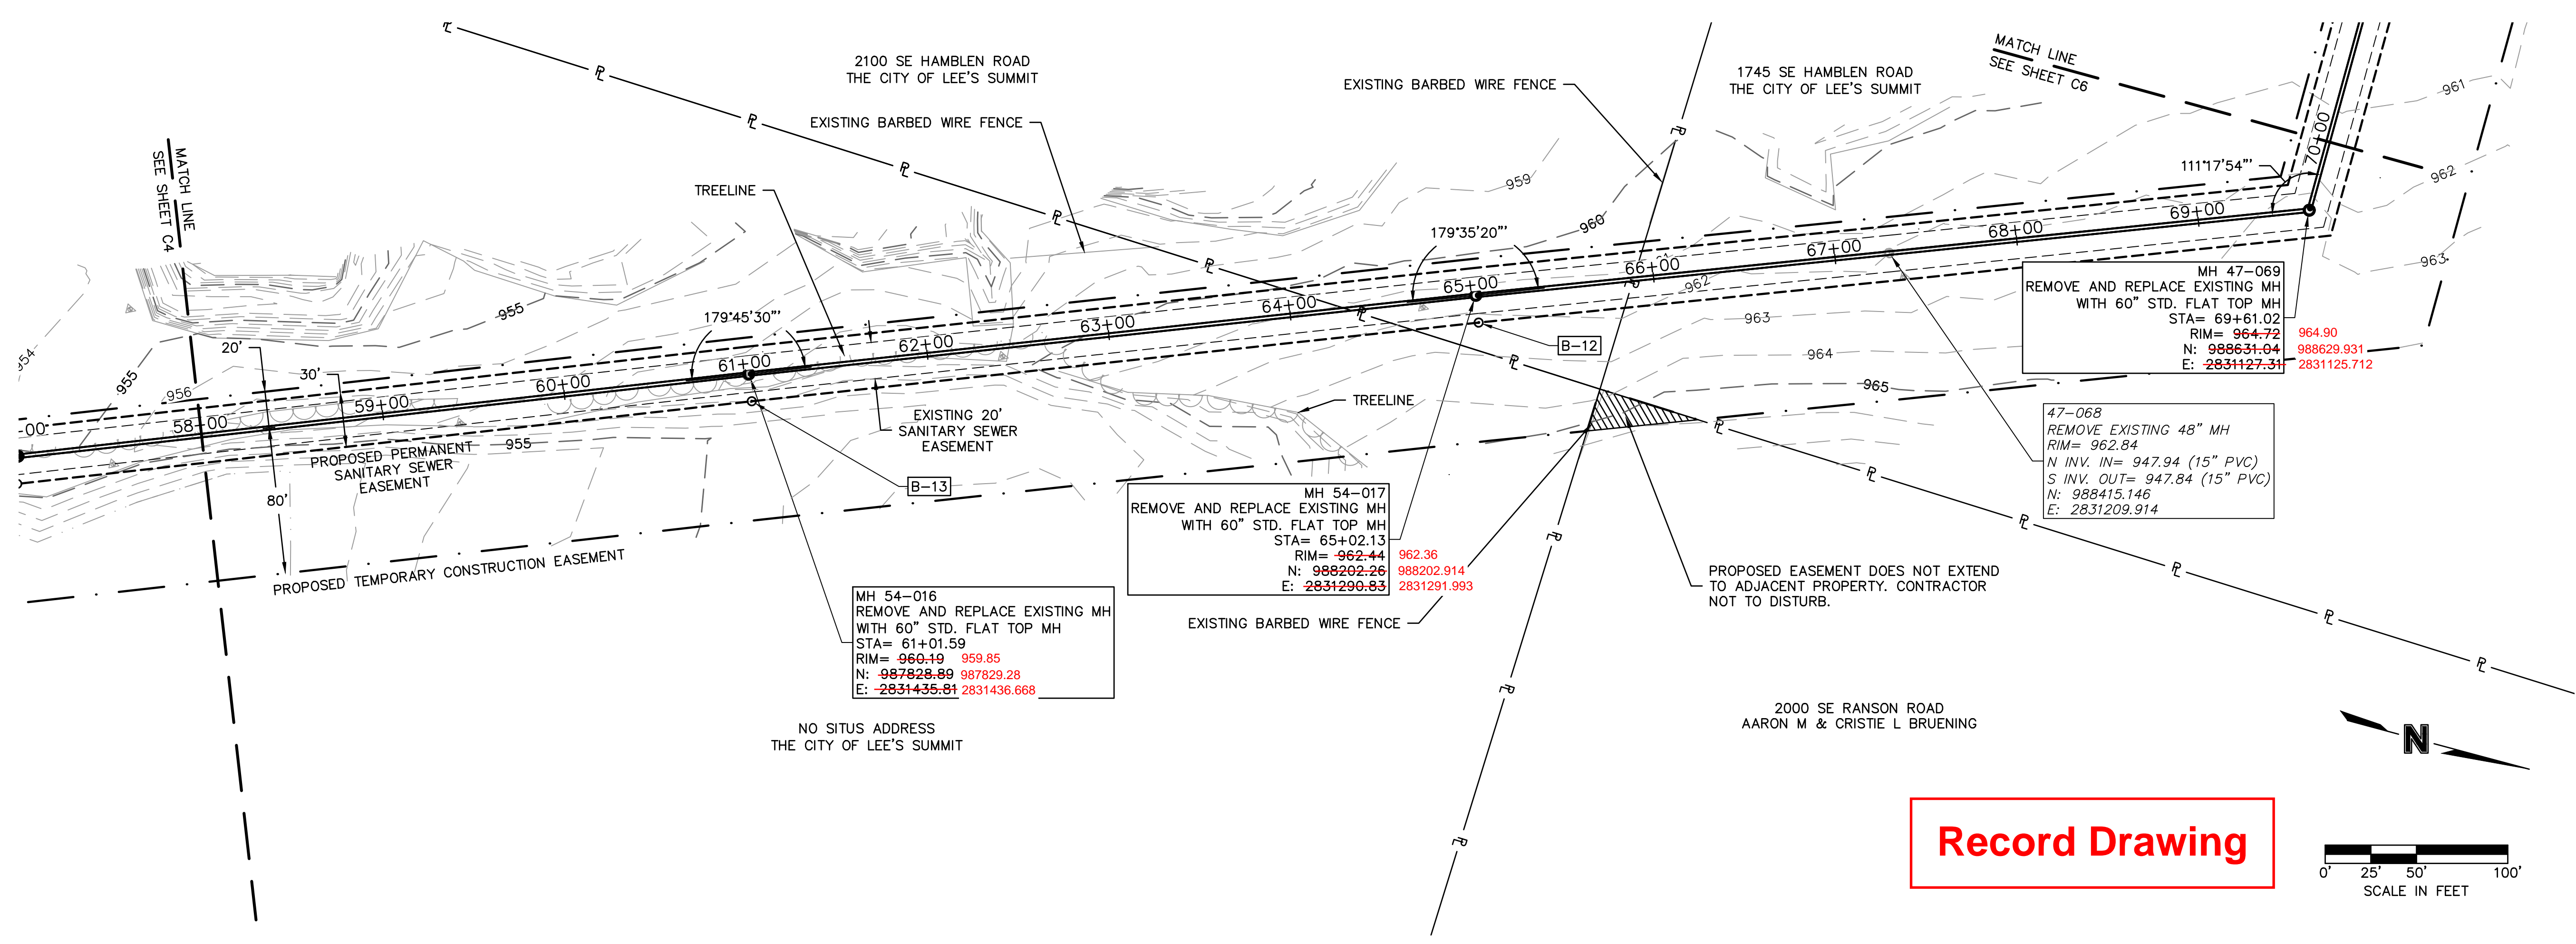 2100 SE HAMBLEN ROAD
THE CITY OF LEE'S SUMMIT
EXISTING BARBED WIRE FENCE
EXISTING BARBED WIRE FENCE
1745 SE HAMBLEN ROAD
THE CITY OF LEE'S SUMMIT
MATCH LINE
SEE SHEET C6
MATCH LINE
SEE SHEET C4
TREELINE
111°17'54"'
179°35'20"'
179°45'30"'
954
955
956
955
955
959
960
961
962
963
962
963
964
965
20'
30'
80'
00
58+00
59+00
60+00
61+00
62+00
63+00
64+00
65+00
66+00
67+00
68+00
69+00
70+00
PROPOSED PERMANENT
SANITARY SEWER
EASEMENT
EXISTING 20'
SANITARY SEWER
EASEMENT
TREELINE
B-12
B-13
PROPOSED TEMPORARY CONSTRUCTION EASEMENT
MH 47-069
REMOVE AND REPLACE EXISTING MH
WITH 60" STD. FLAT TOP MH
STA= 69+61.02
RIM= 964.72 964.90
N: 988631.04 988629.931
E: 2831127.31 2831125.712
47-068
REMOVE EXISTING 48" MH
RIM= 962.84
N INV. IN= 947.94 (15" PVC)
S INV. OUT= 947.84 (15" PVC)
N: 988415.146
E: 2831209.914
MH 54-017
REMOVE AND REPLACE EXISTING MH
WITH 60" STD. FLAT TOP MH
STA= 65+02.13
RIM= 962.44 962.36
N: 988202.26 988202.914
E: 2831290.83 2831291.993
MH 54-016
REMOVE AND REPLACE EXISTING MH
WITH 60" STD. FLAT TOP MH
STA= 61+01.59
RIM= 960.19 959.85
N: 987828.89 987829.28
E: 2831435.81 2831436.668
EXISTING BARBED WIRE FENCE
PROPOSED EASEMENT DOES NOT EXTEND
TO ADJACENT PROPERTY. CONTRACTOR
NOT TO DISTURB.
NO SITUS ADDRESS
THE CITY OF LEE'S SUMMIT
2000 SE RANSON ROAD
AARON M & CRISTIE L BRUENING
N
Record Drawing
0' 25' 50' 100'
SCALE IN FEET